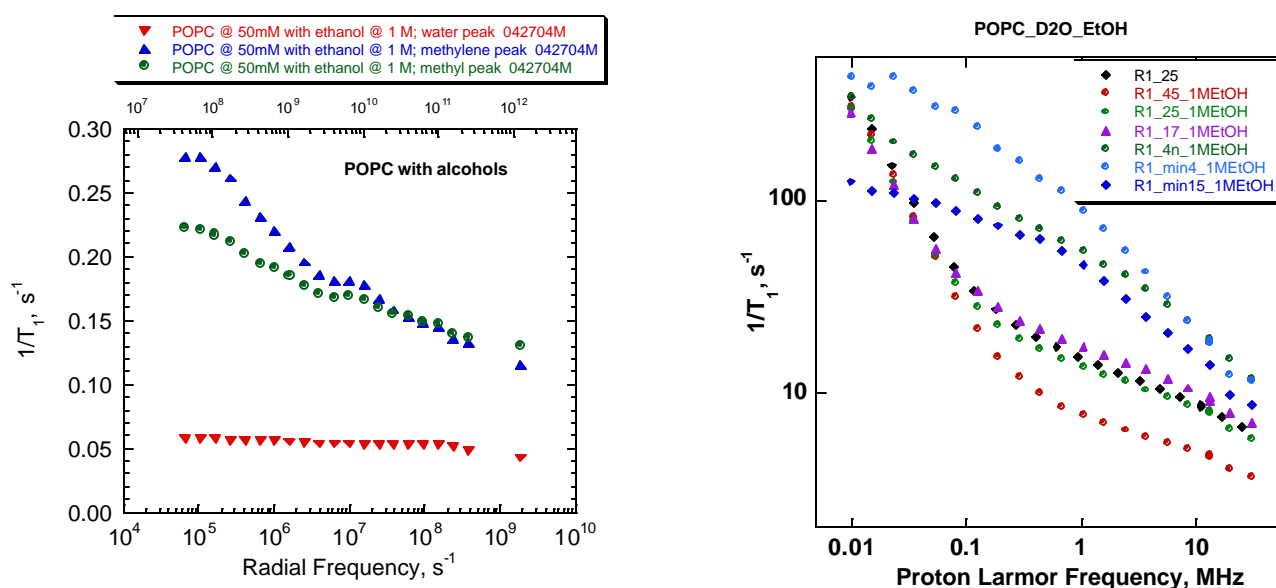 POPC @ 50mM with ethanol @ 1 M; water peak 042704M
POPC @ 50mM with ethanol @ 1 M; methylene peak 042704M
POPC @ 50mM with ethanol @ 1 M; methyl peak 042704M
10⁷ 10⁸ 10⁹ 10¹⁰ 10¹¹ 10¹²
POPC with alcohols
0.30
0.25
0.20
0.15
0.10
0.05
0.00
1/T₁, s⁻¹
10⁴ 10⁵ 10⁶ 10⁷ 10⁸ 10⁹ 10¹⁰
Radial Frequency, s⁻¹
POPC_D2O_EtOH
R1_25
R1_45_1MEtOH
R1_25_1MEtOH
R1_17_1MEtOH
R1_4n_1MEtOH
R1_min4_1MEtOH
R1_min15_1MEtOH
100
10
1/T₁, s⁻¹
0.01 0.1 1 10
Proton Larmor Frequency, MHz